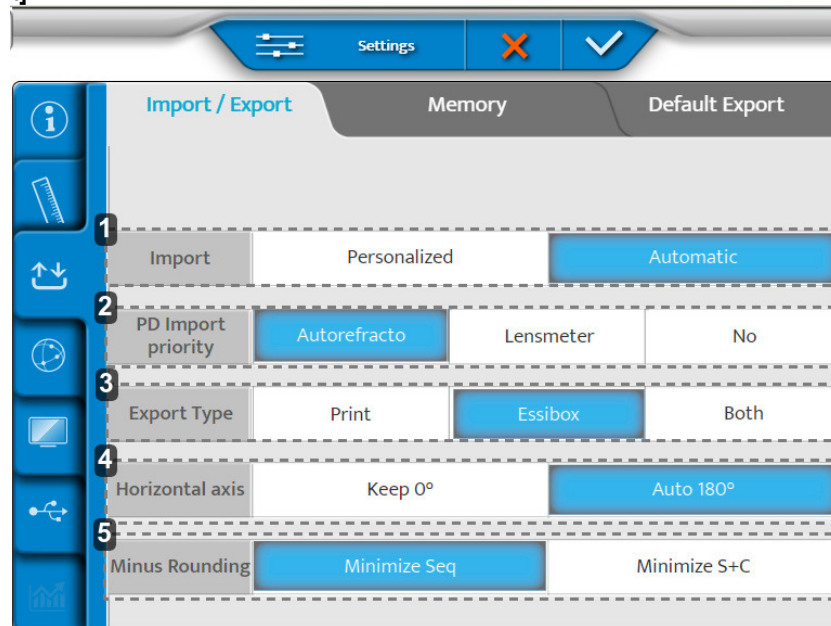 Settings
Import / Export Memory Default Export
1
Import Personalized Automatic
2
PD Import
priority Autorefracto Lensmeter No
3
Export Type Print Essibox Both
4
Horizontal axis Keep 0° Auto 180°
5
Minus Rounding Minimize Seq Minimize S+C